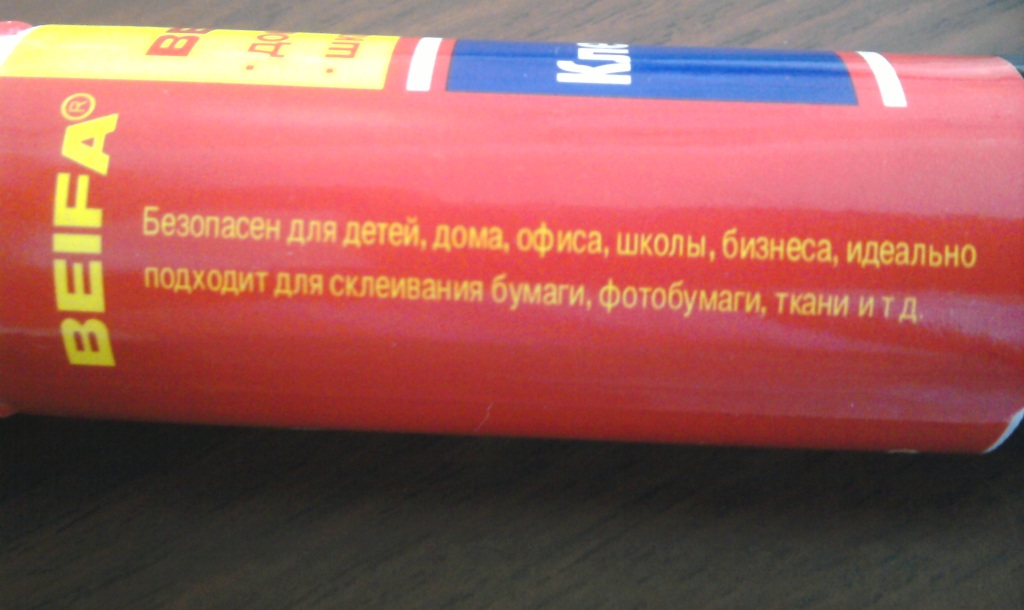 BEIFA®
Безопасен для детей, дома, офиса, школы, бизнеса, идеально
подходит для склеивания бумаги, фотобумаги, ткани и т д.